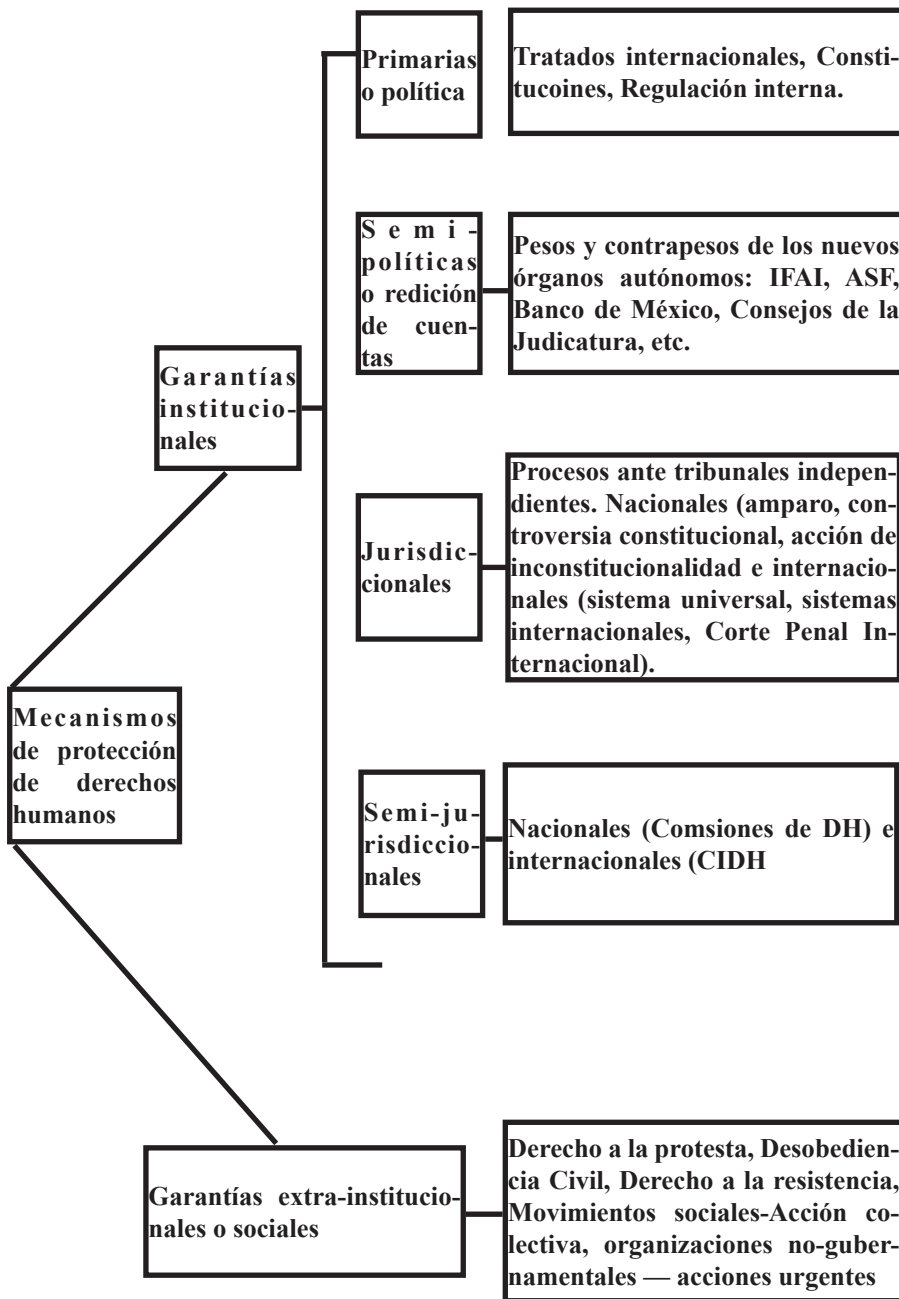 Primarias
o política
Tratados internacionales, Consti-
tucoines, Regulación interna.
Semi-
políticas
o redición
de cuen-
tas
Pesos y contrapesos de los nuevos
órganos autónomos: IFAI, ASF,
Banco de México, Consejos de la
Judicatura, etc.
Garantías
institucio-
nales
Procesos ante tribunales indepen-
dientes. Nacionales (amparo, con-
troversia constitucional, acción de
inconstitucionalidad e internacio-
nales (sistema universal, sistemas
internacionales, Corte Penal In-
ternacional).
Jurisdic-
cionales
Mecanismos
de protección
de derechos
humanos
Semi-ju-
risdiccio-
nales
Nacionales (Comsiones de DH) e
internacionales (CIDH
Garantías extra-institucio-
nales o sociales
Derecho a la protesta, Desobedien-
cia Civil, Derecho a la resistencia,
Movimientos sociales-Acción co-
lectiva, organizaciones no-guber-
namentales — acciones urgentes